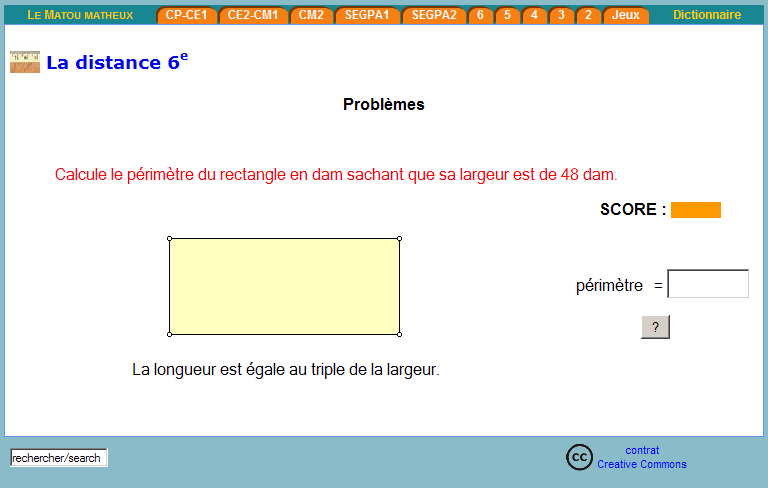 LE MATOU MATHEUX CP-CE1 CE2-CM1 CM2 SEGPA1 SEGPA2 6 5 4 3 2 Jeux Dictionnaire
La distance 6e
Problèmes
Calcule le périmètre du rectangle en dam sachant que sa largeur est de 48 dam.
SCORE :
périmètre =
?
La longueur est égale au triple de la largeur.
rechercher/search
cc contrat
Creative Commons